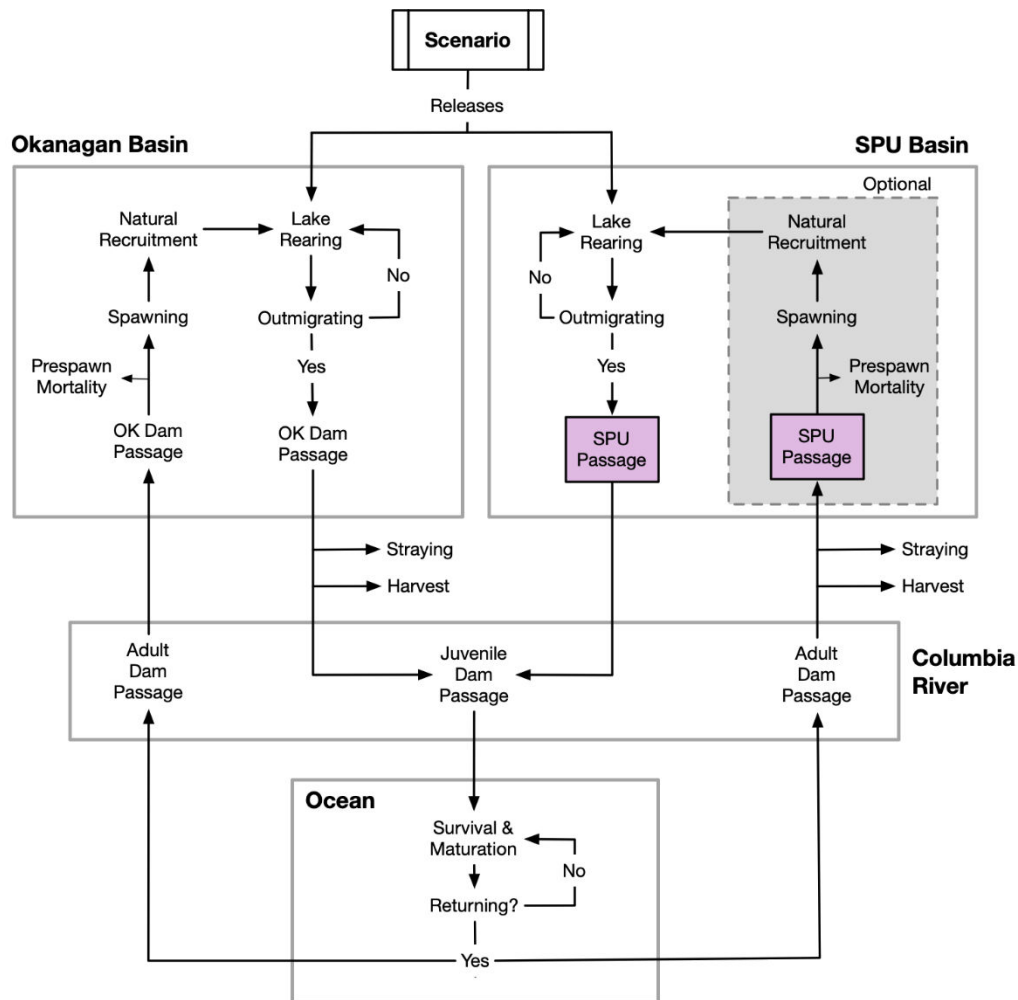 Scenario
Releases
Okanagan Basin
SPU Basin
Optional
Natural
Recruitment
Lake
Rearing
Lake
Rearing
Natural
Recruitment
No
No
Spawning
Outmigrating
Outmigrating
Spawning
Prespawn
Mortality
Yes
Yes
Prespawn
Mortality
OK Dam
Passage
OK Dam
Passage
SPU
Passage
SPU
Passage
Straying
Straying
Harvest
Harvest
Adult
Dam
Passage
Juvenile
Dam
Passage
Adult
Dam
Passage
Columbia
River
Ocean
Survival &
Maturation
No
Returning?
Yes